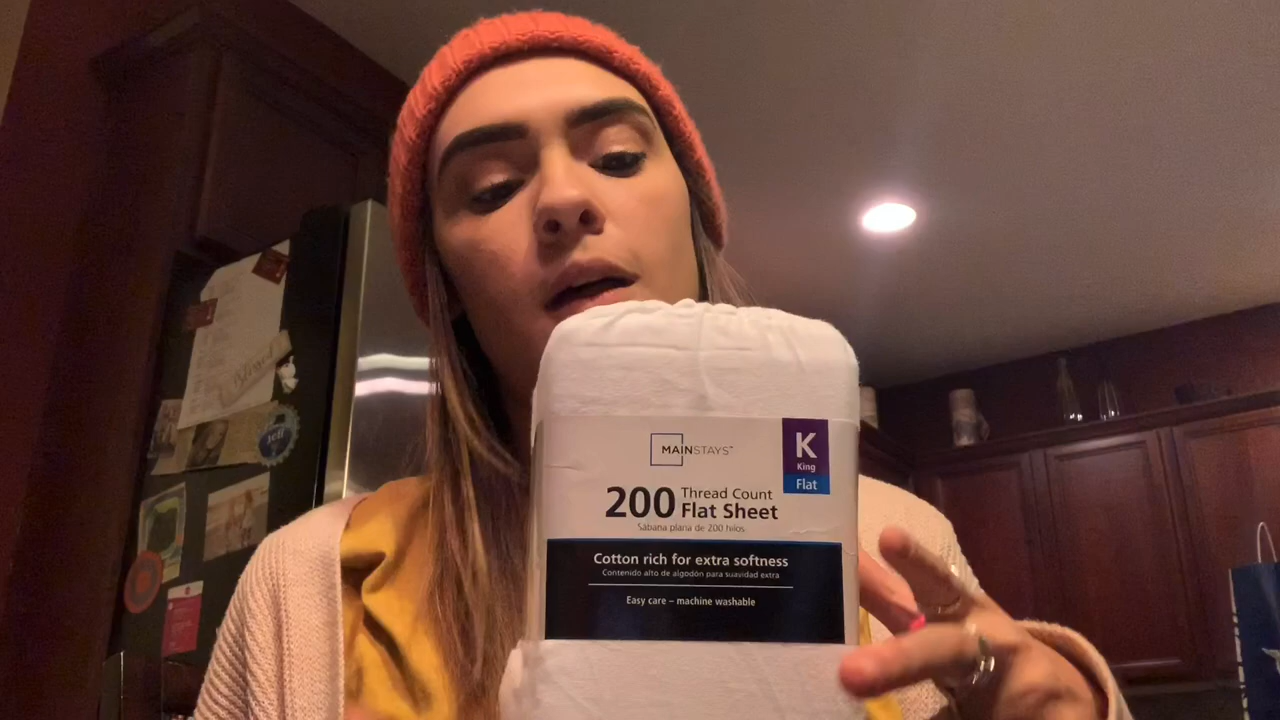 MAINSTAYS™
K
King
Flat
200 Thread Count
Flat Sheet
Sábana plana de 200 hilos
Cotton rich for extra softness
Contenido alto de algodón para suavidad extra
Easy care – machine washable